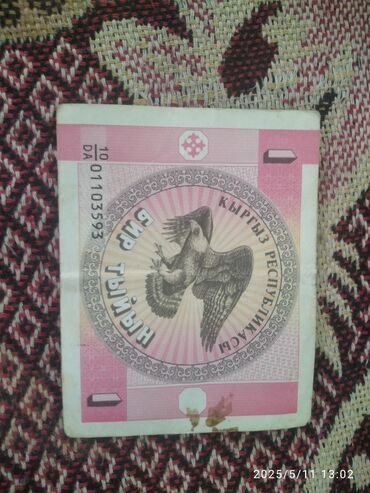 10
DA 01103593
КЫРГЫЗ РЕСПУБЛИКАСЫ
БИР ТЫЙЫН
1
1
2025/5/11 13:02